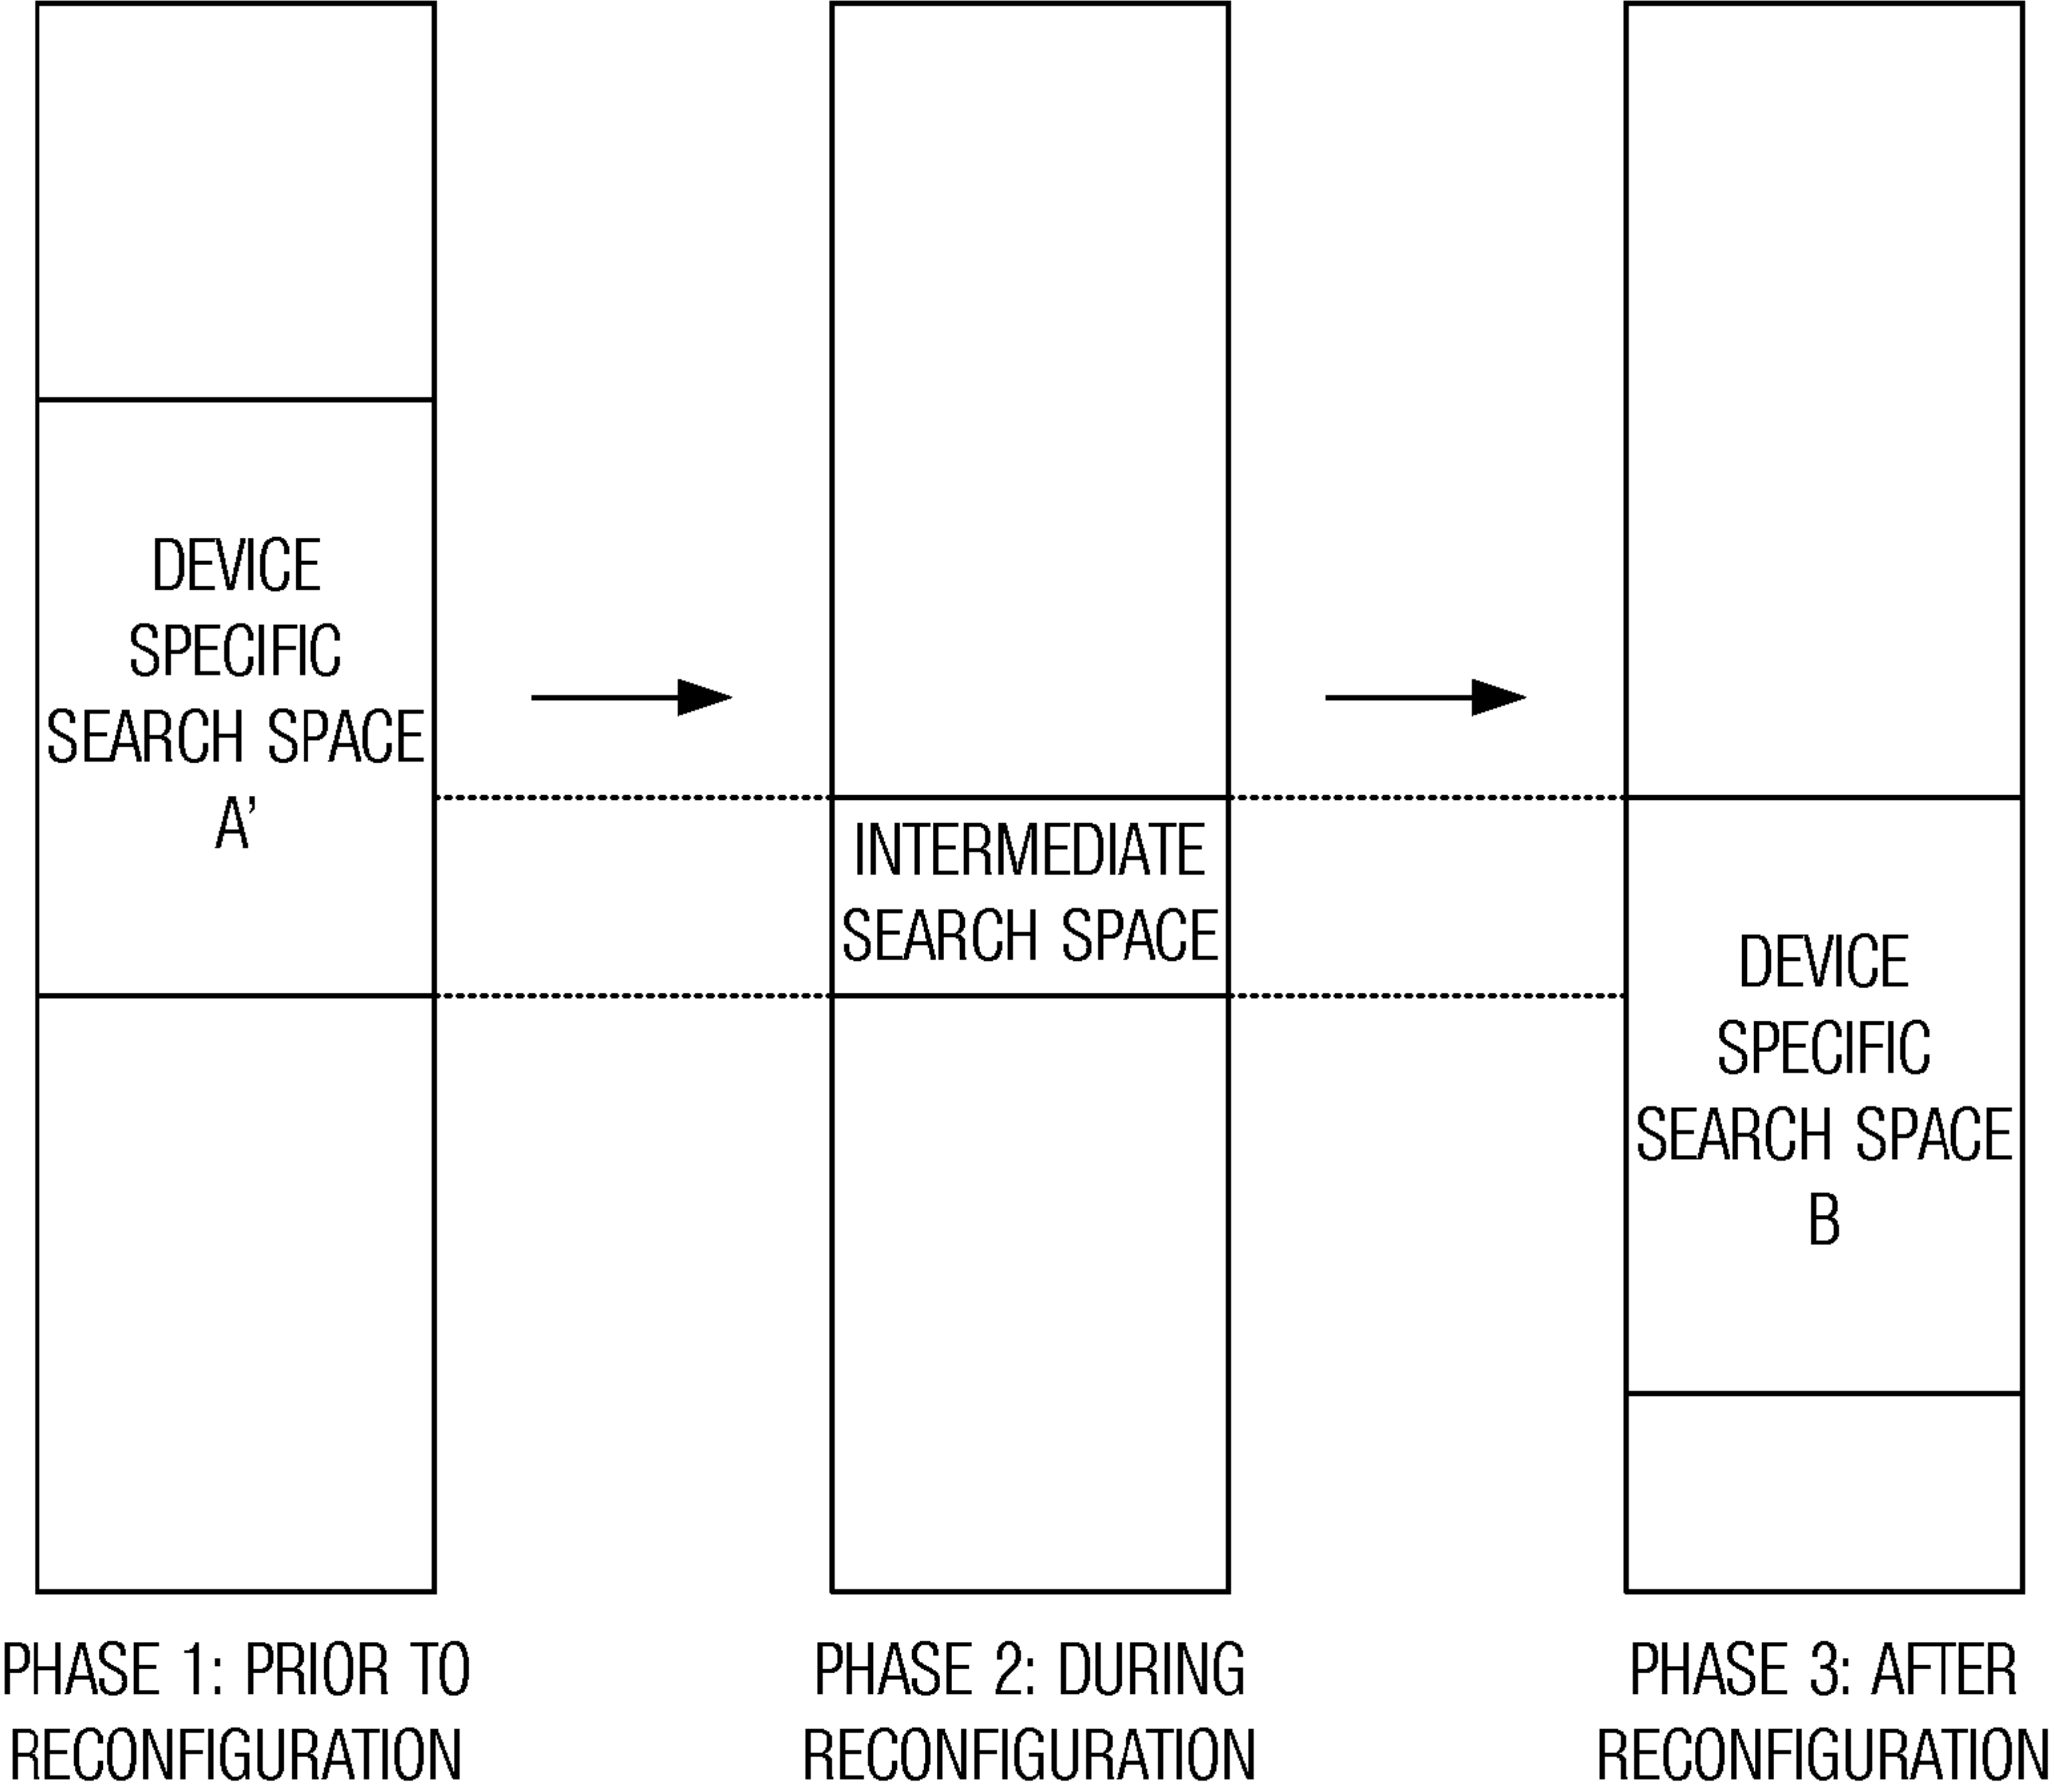 DEVICE
SPECIFIC
SEARCH SPACE
A'
INTERMEDIATE
SEARCH SPACE
DEVICE
SPECIFIC
SEARCH SPACE
B
PHASE 1: PRIOR TO
RECONFIGURATION
PHASE 2: DURING
RECONFIGURATION
PHASE 3: AFTER
RECONFIGURATION